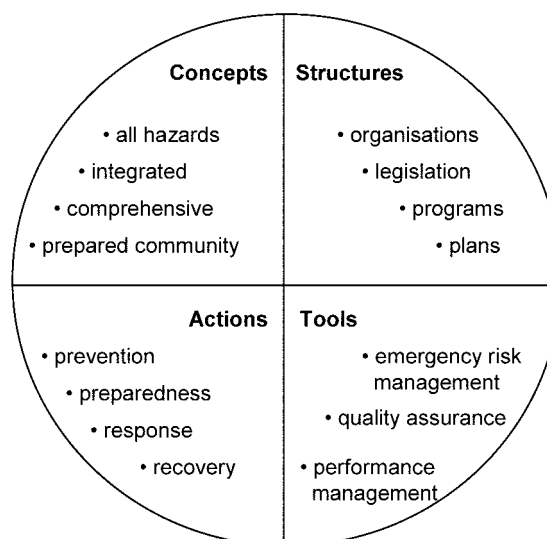 Concepts
• all hazards
• integrated
• comprehensive
• prepared community
Structures
• organisations
• legislation
• programs
• plans
Actions
• prevention
• preparedness
• response
• recovery
Tools
• emergency risk
management
• quality assurance
• performance
management